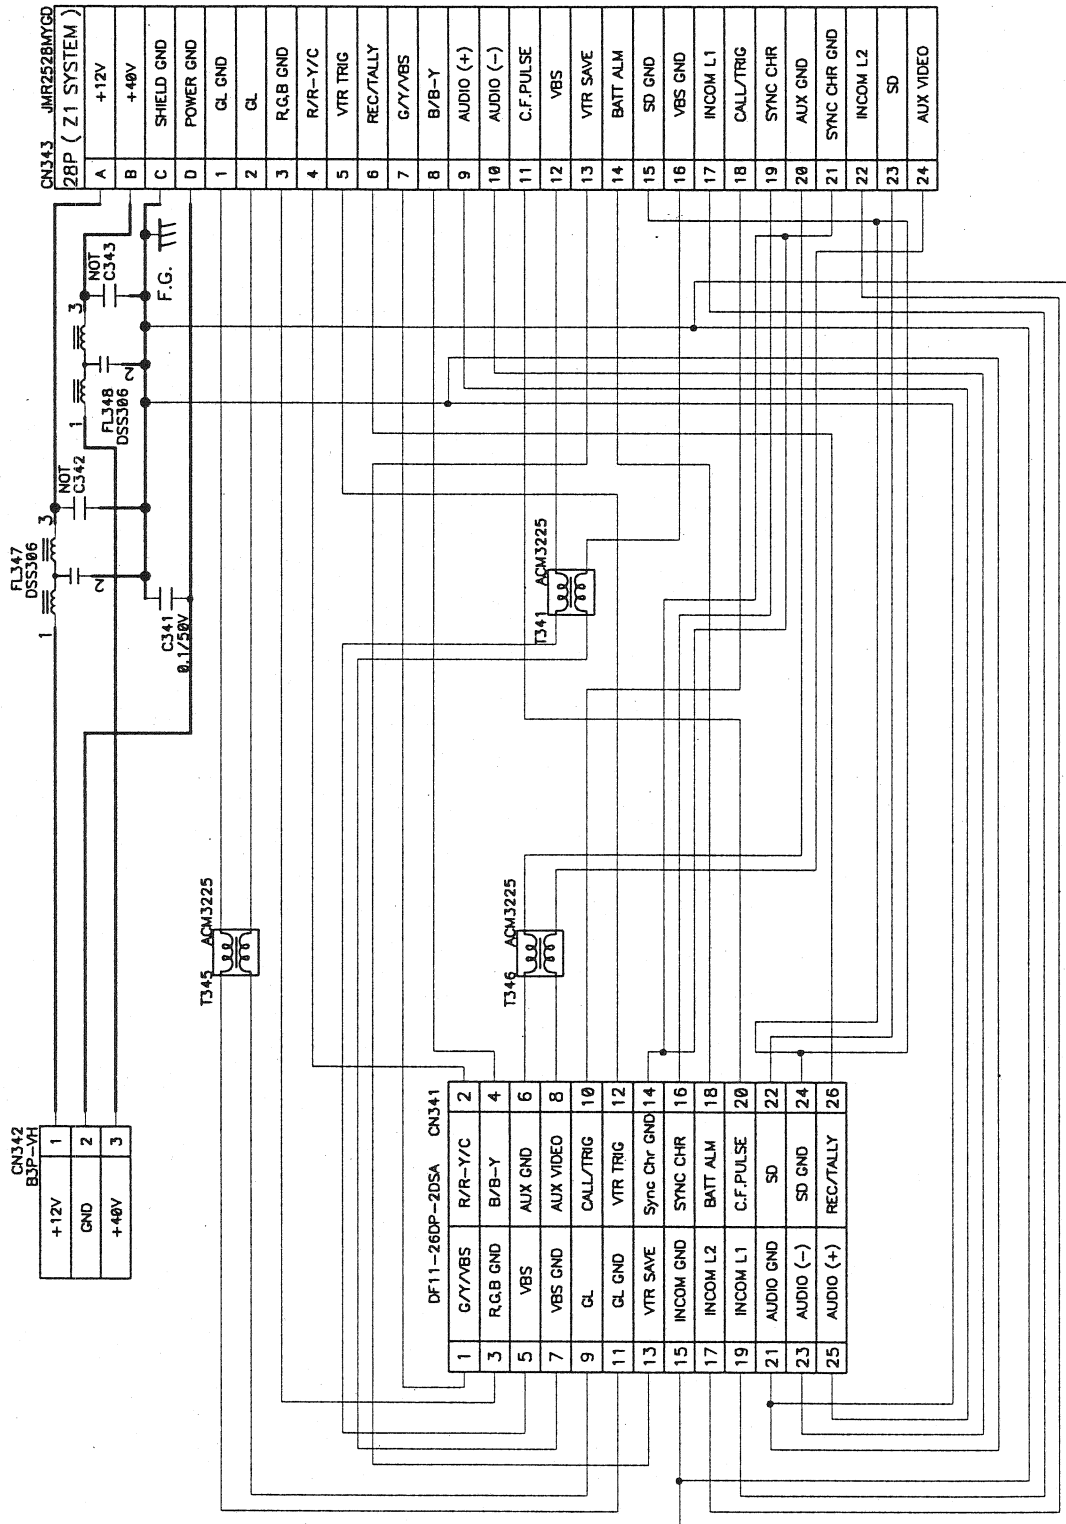 CN343 JMR2528MYGD
28P ( Z1 SYSTEM )
A +12V
B +40V
C SHIELD GND
D POWER GND
1 GL GND
2 GL
3 R,G,B GND
4 R/R-Y/C
5 VTR TRIG
6 REC/TALLY
7 G/Y/VBS
8 B/B-Y
9 AUDIO (+)
10 AUDIO (-)
11 C.F.PULSE
12 VBS
13 VTR SAVE
14 BATT ALM
15 SD GND
16 VBS GND
17 INCOM L1
18 CALL/TRIG
19 SYNC CHR
20 AUX GND
21 SYNC CHR GND
22 INCOM L2
23 SD
24 AUX VIDEO
NOT
C343
F.G.
3
2
1
FL348
DSS306
NOT
C342
FL347
DSS306
3
2
1
C341
0.1/50V
T341 ACM3225
T345 ACM3225
T346 ACM3225
CN342
B3P-VH
+12V 1
GND 2
+40V 3
DF11-26DP-2DSA CN341
1 G/Y/VBS R/R-Y/C 2
3 R,G,B GND B/B-Y 4
5 VBS AUX GND 6
7 VBS GND AUX VIDEO 8
9 GL CALL/TRIG 10
11 GL GND VTR TRIG 12
13 VTR SAVE Sync Chr GND 14
15 INCOM GND SYNC CHR 16
17 INCOM L2 BATT ALM 18
19 INCOM L1 C.F.PULSE 20
21 AUDIO GND SD 22
23 AUDIO (-) SD GND 24
25 AUDIO (+) REC/TALLY 26